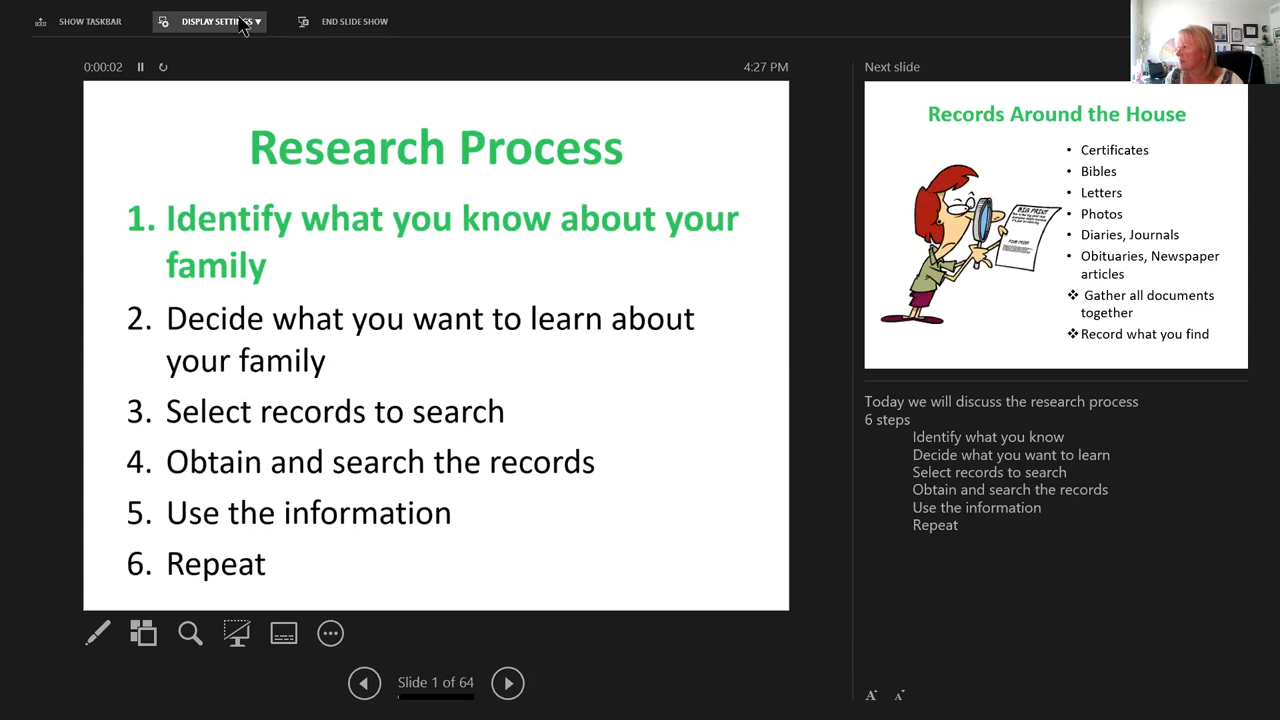 SHOW TASKBAR
DISPLAY SETTINGS ▼
END SLIDE SHOW
0:00:02
4:27 PM
Research Process
1. Identify what you know about your
family
2. Decide what you want to learn about
your family
3. Select records to search
4. Obtain and search the records
5. Use the information
6. Repeat
Slide 1 of 64
Next slide
Records Around the House
• Certificates
• Bibles
• Letters
• Photos
• Diaries, Journals
• Obituaries, Newspaper
articles
❖ Gather all documents
together
❖ Record what you find
BIG PRINT
Today we will discuss the research process
6 steps
Identify what you know
Decide what you want to learn
Select records to search
Obtain and search the records
Use the information
Repeat
A A